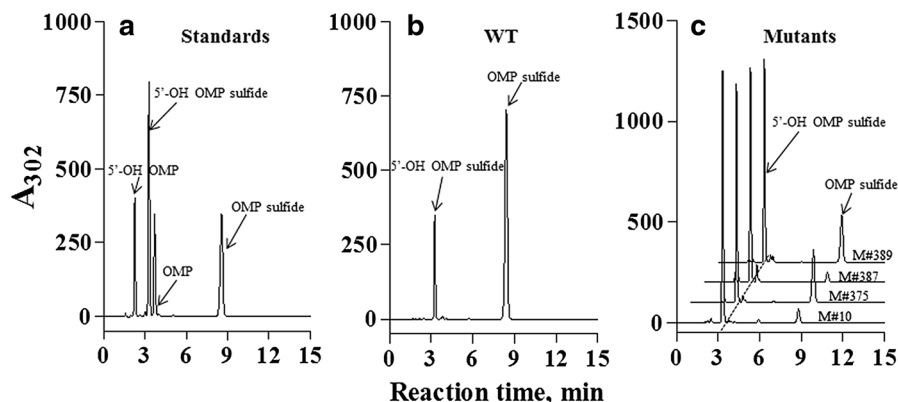 a Standards
1000
750
500
250
0
A302
5'-OH OMP sulfide
5'-OH OMP
OMP sulfide
OMP
0 3 6 9 12 15
b WT
1000
750
500
250
0
OMP sulfide
5'-OH OMP sulfide
0 3 6 9 12 15
c Mutants
1500
1000
500
0
5'-OH OMP sulfide
OMP sulfide
M#389
M#387
M#375
M#10
0 3 6 9 12 15
Reaction time, min